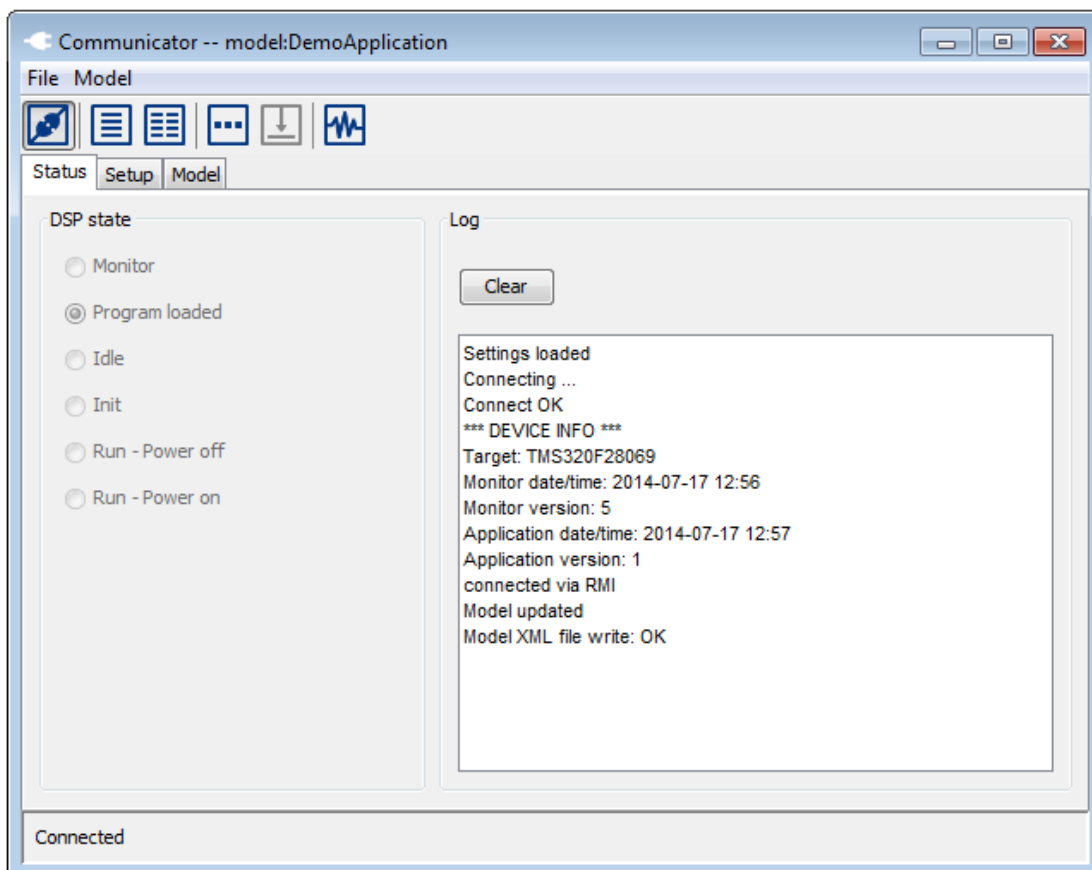 Communicator -- model:DemoApplication
File Model
Status Setup Model
DSP state
Monitor
Program loaded
Idle
Init
Run - Power off
Run - Power on
Log
Clear
Settings loaded
Connecting ...
Connect OK
*** DEVICE INFO ***
Target: TMS320F28069
Monitor date/time: 2014-07-17 12:56
Monitor version: 5
Application date/time: 2014-07-17 12:57
Application version: 1
connected via RMI
Model updated
Model XML file write: OK
Connected